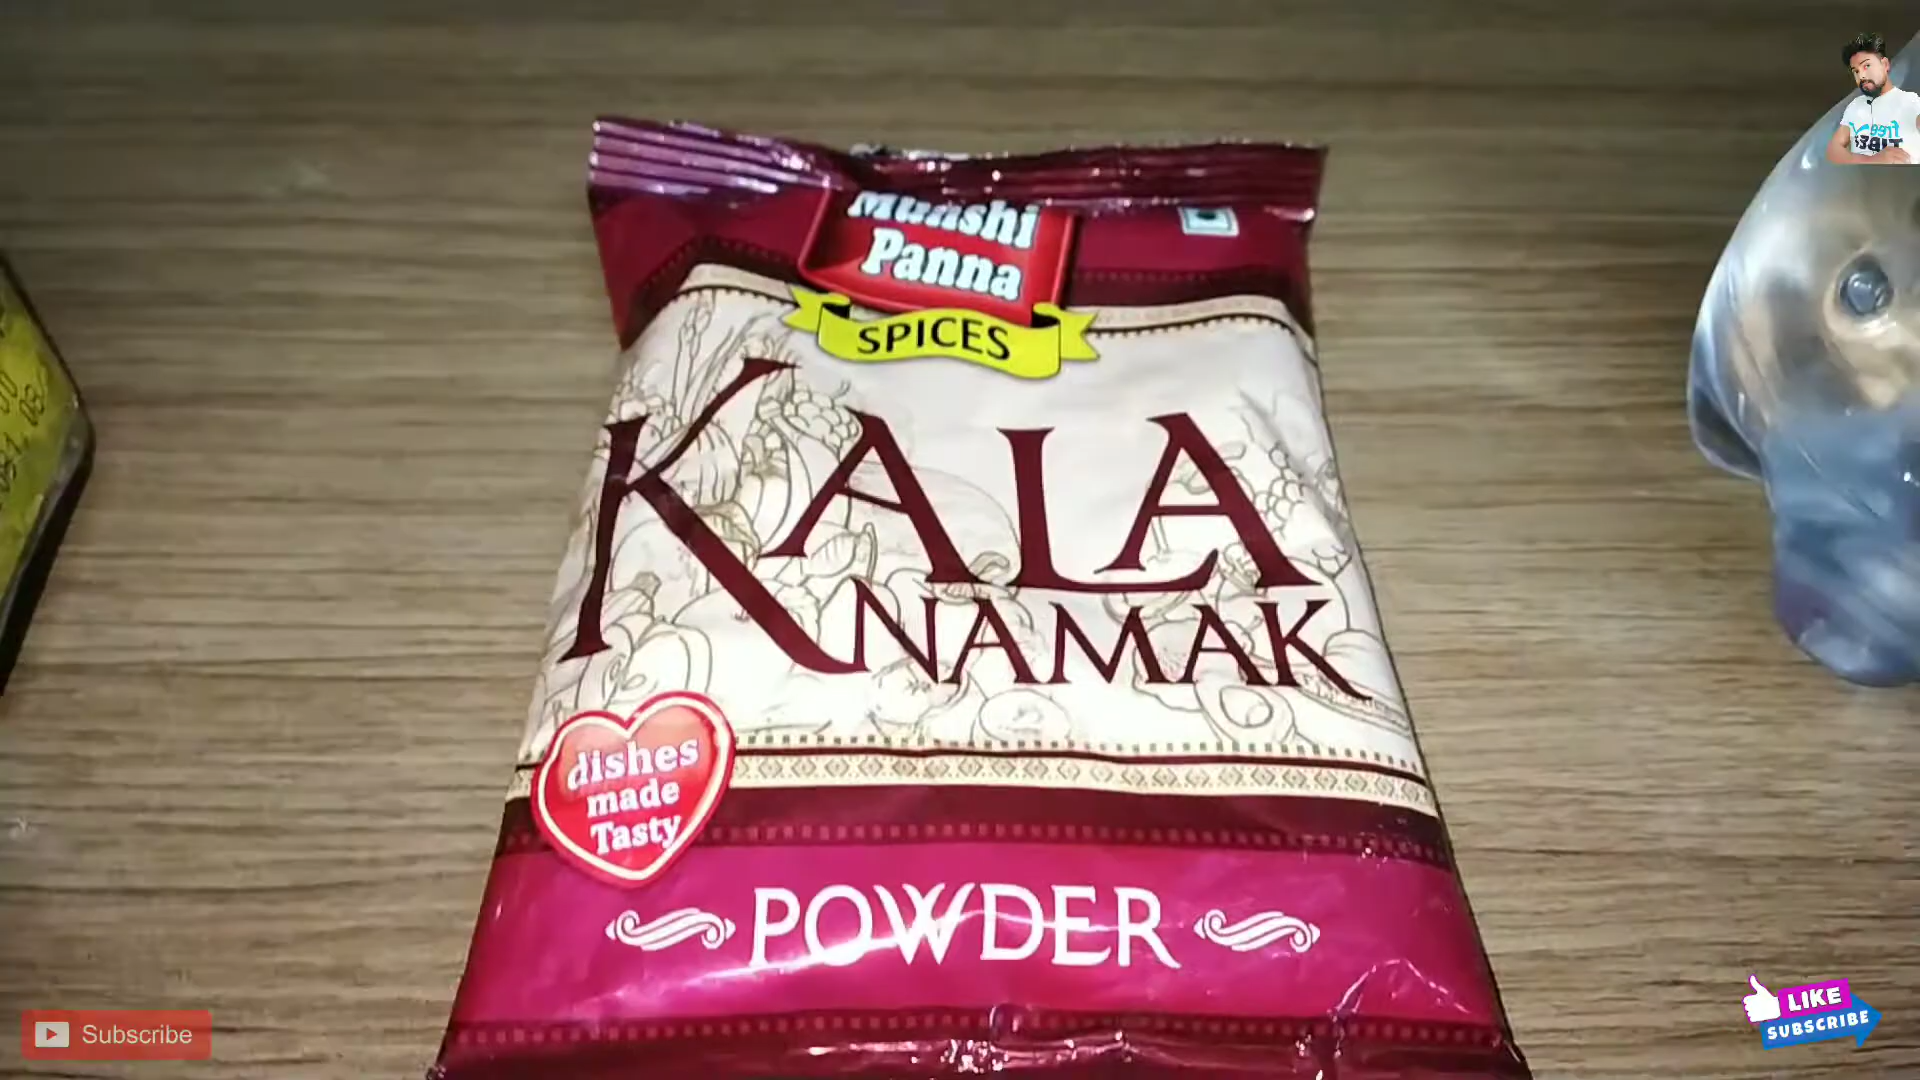 Munshi
Panna
SPICES
KALA
NAMAK
dishes
made
Tasty
POWDER
Subscribe
LIKE
SUBSCRIBE